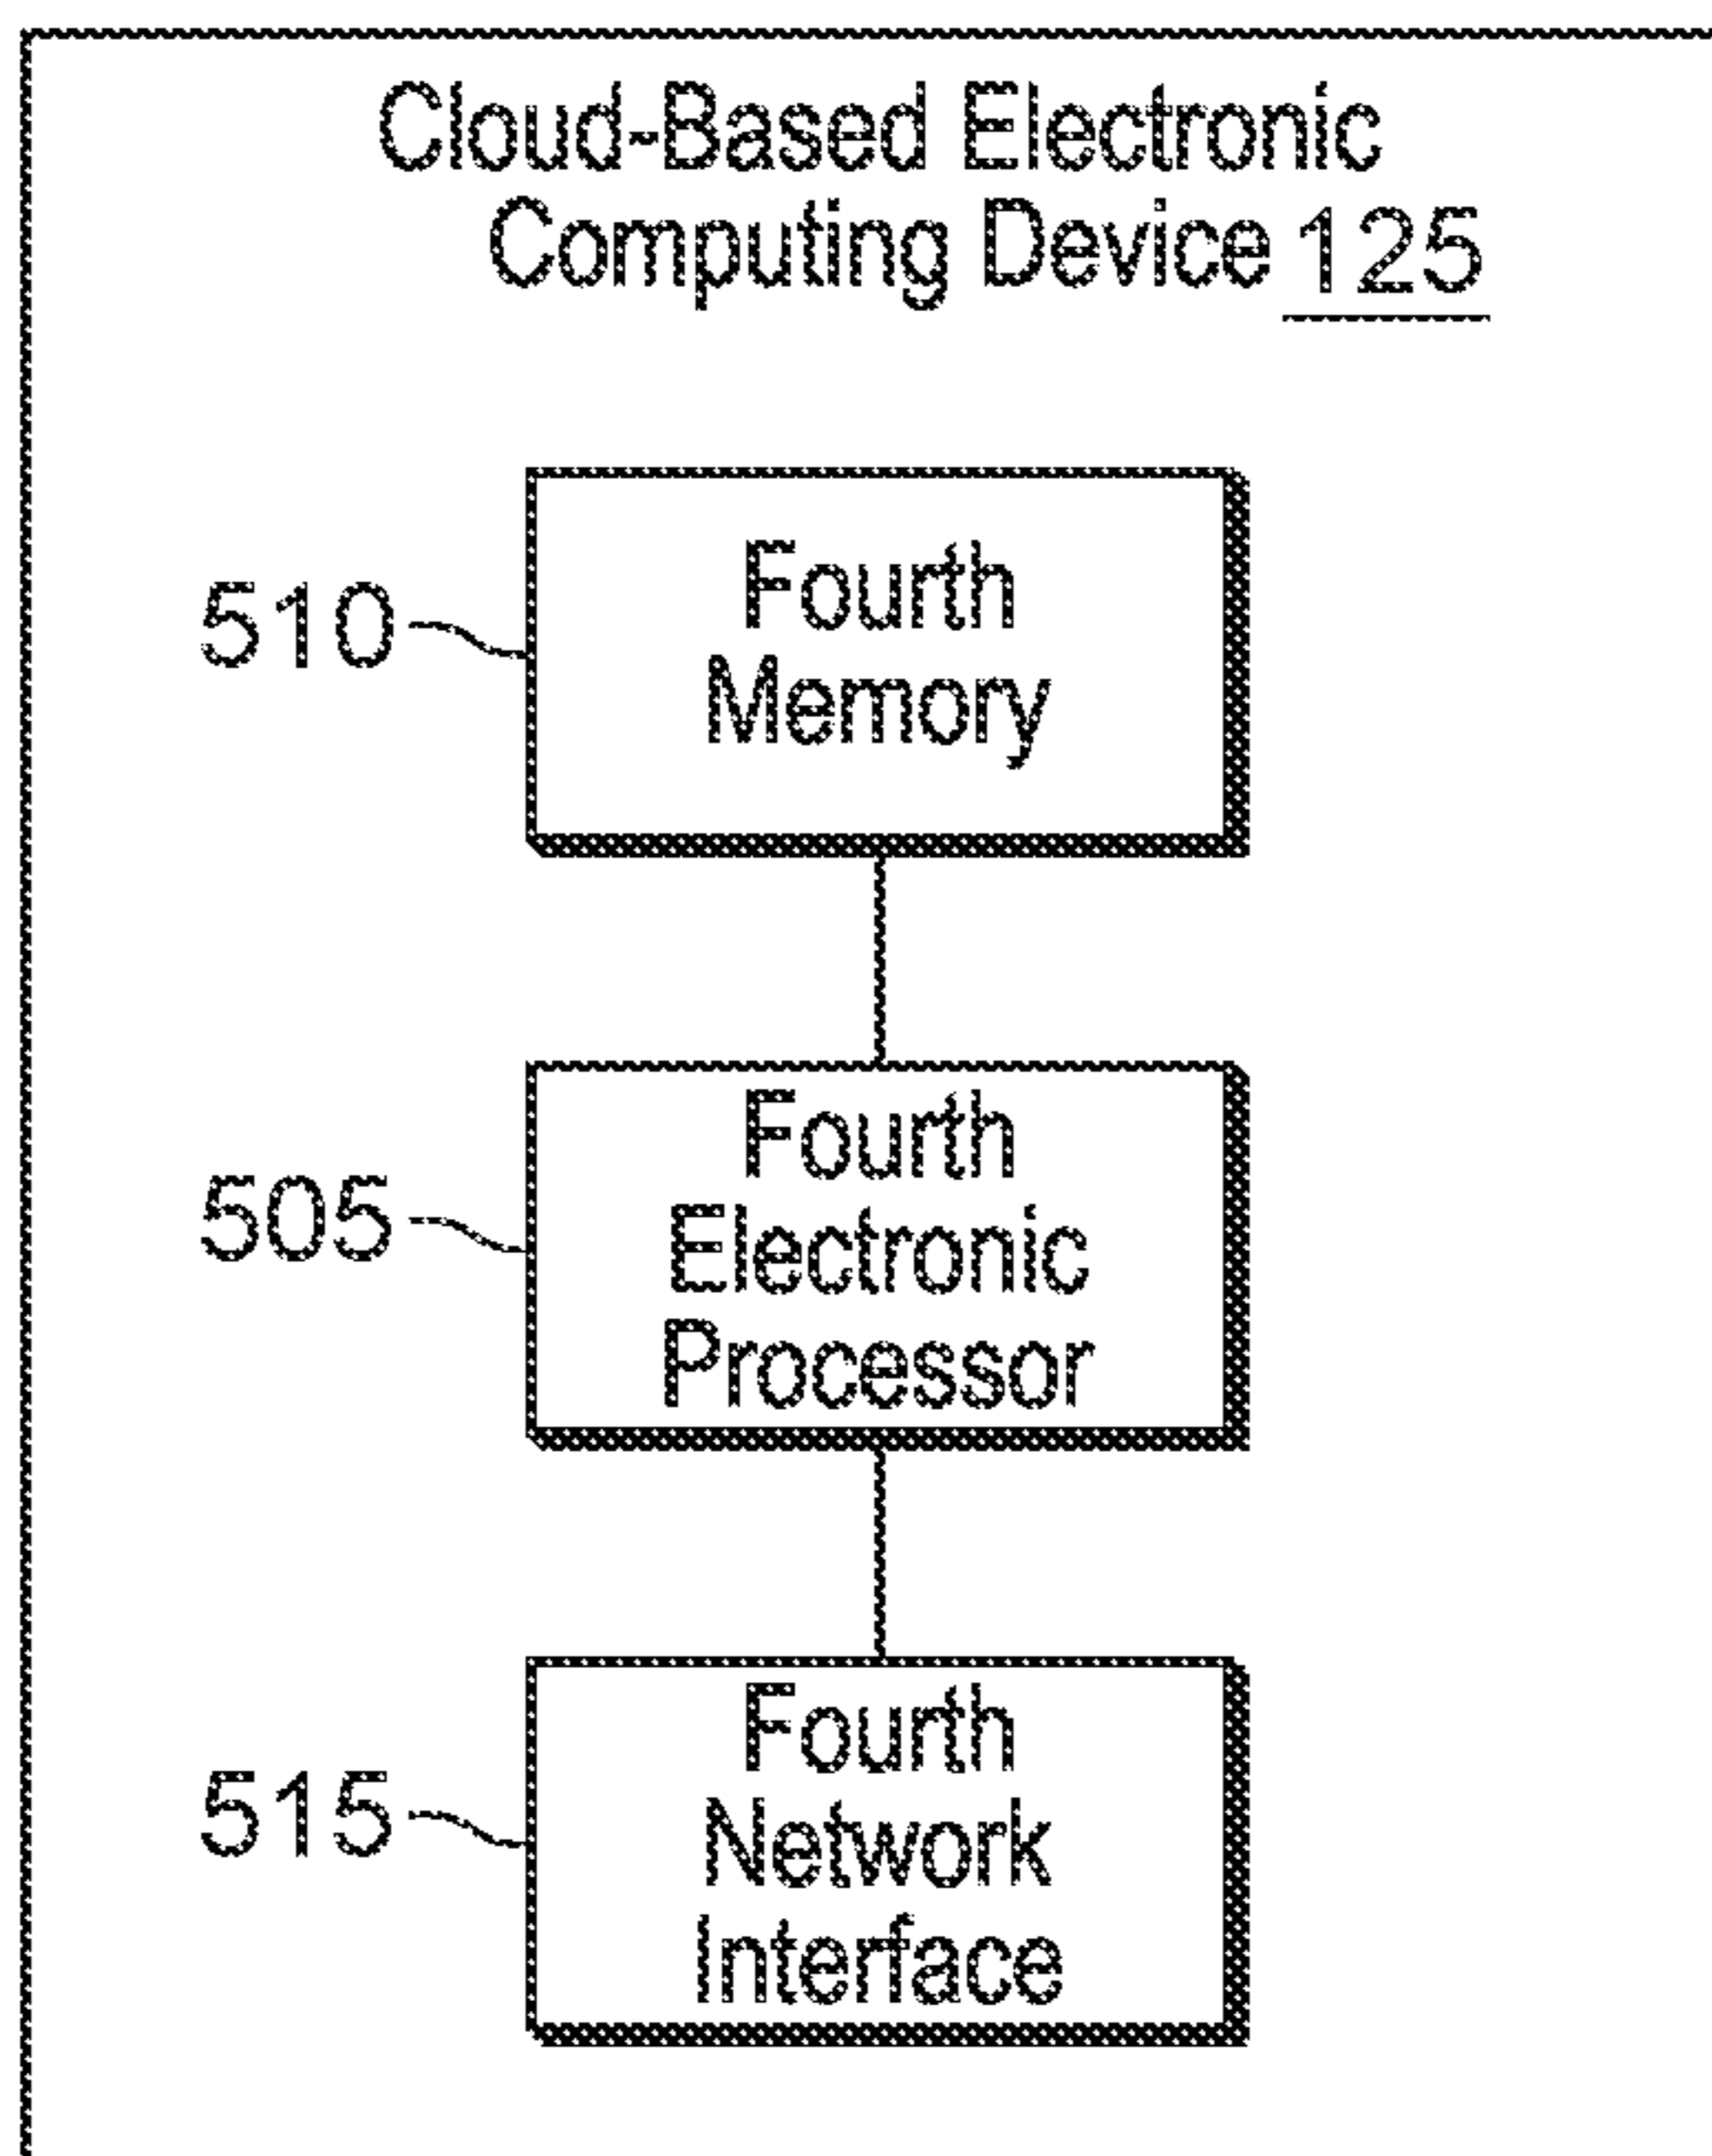 Cloud-Based Electronic
Computing Device 125
510
Fourth
Memory
505
Fourth
Electronic
Processor
515
Fourth
Network
Interface